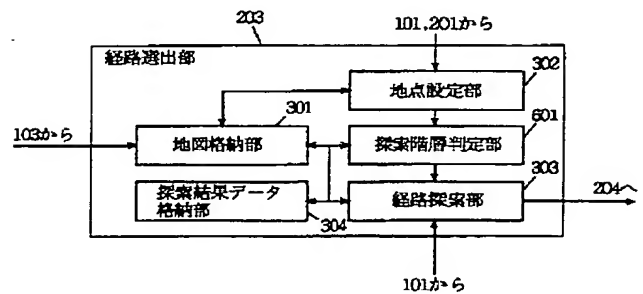 203
101,201から
経路選出部
302
地点設定部
301
103から
地図格納部
601
探索階層判定部
303
探索結果データ
格納部
304
経路探索部
204へ
101から